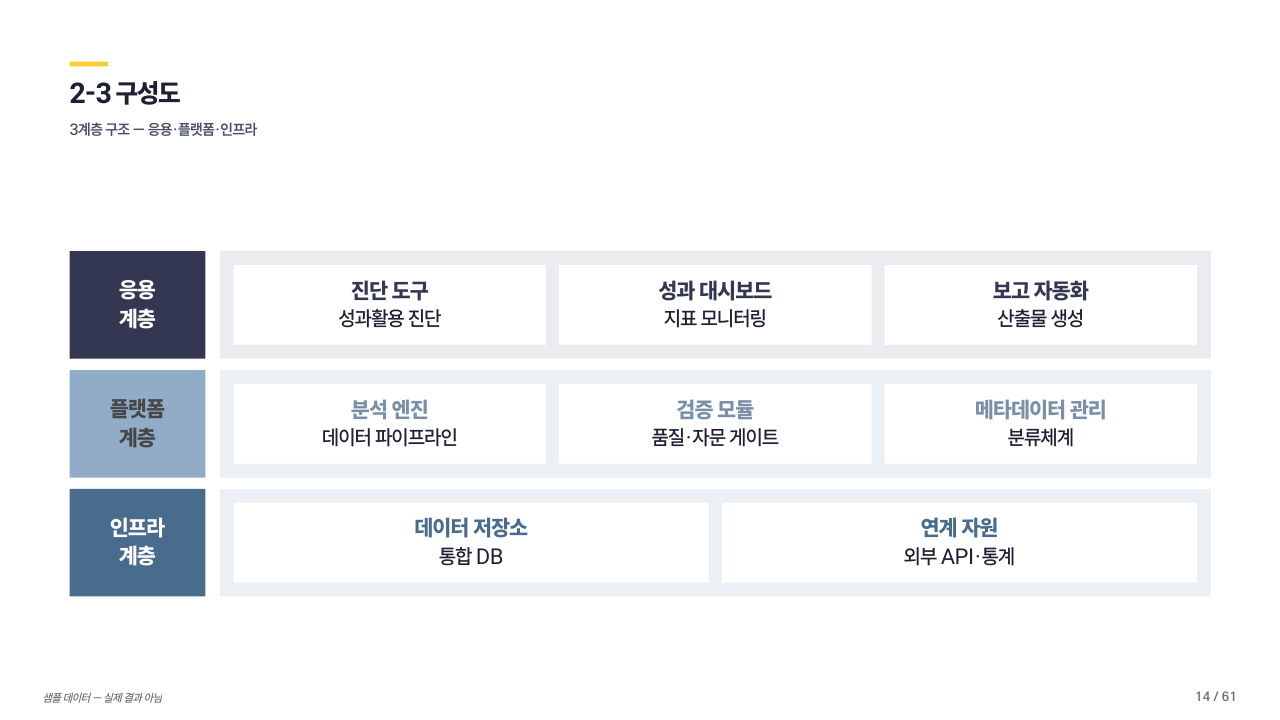 2-3 구성도
3계층 구조 — 응용·플랫폼·인프라
응용
계층
진단 도구
성과활용 진단
성과 대시보드
지표 모니터링
보고 자동화
산출물 생성
플랫폼
계층
분석 엔진
데이터 파이프라인
검증 모듈
품질·자문 게이트
메타데이터 관리
분류체계
인프라
계층
데이터 저장소
통합 DB
연계 자원
외부 API·통계
샘플 데이터 — 실제 결과 아님
14 / 61